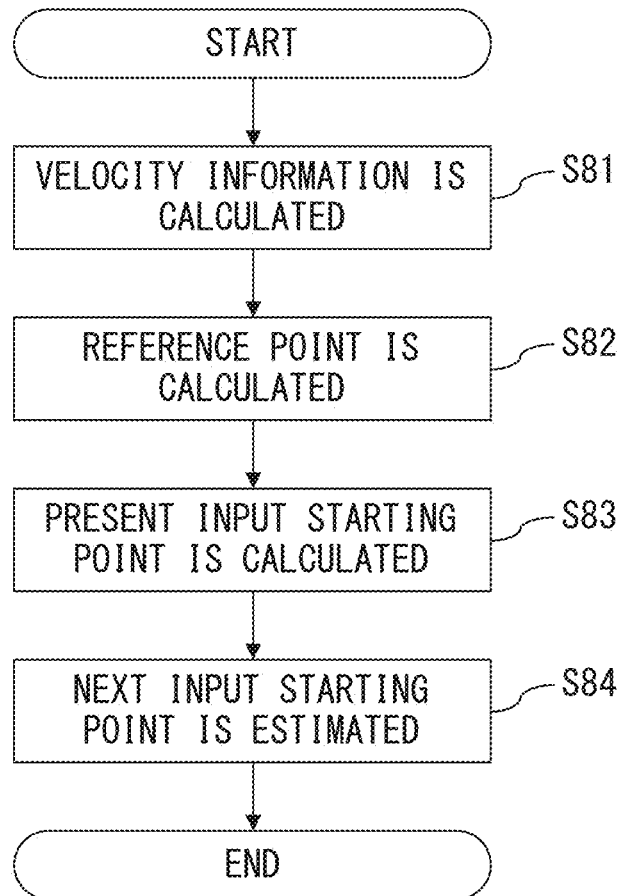 START
VELOCITY INFORMATION IS
CALCULATED
S81
REFERENCE POINT IS
CALCULATED
S82
PRESENT INPUT STARTING
POINT IS CALCULATED
S83
NEXT INPUT STARTING
POINT IS ESTIMATED
S84
END